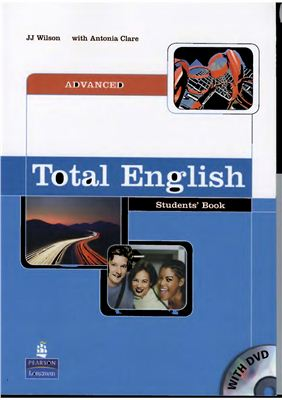 JJ Wilson with Antonia Clare
ADVANCED
Total English
Students' Book
PEARSON
Longman
WITH DVD